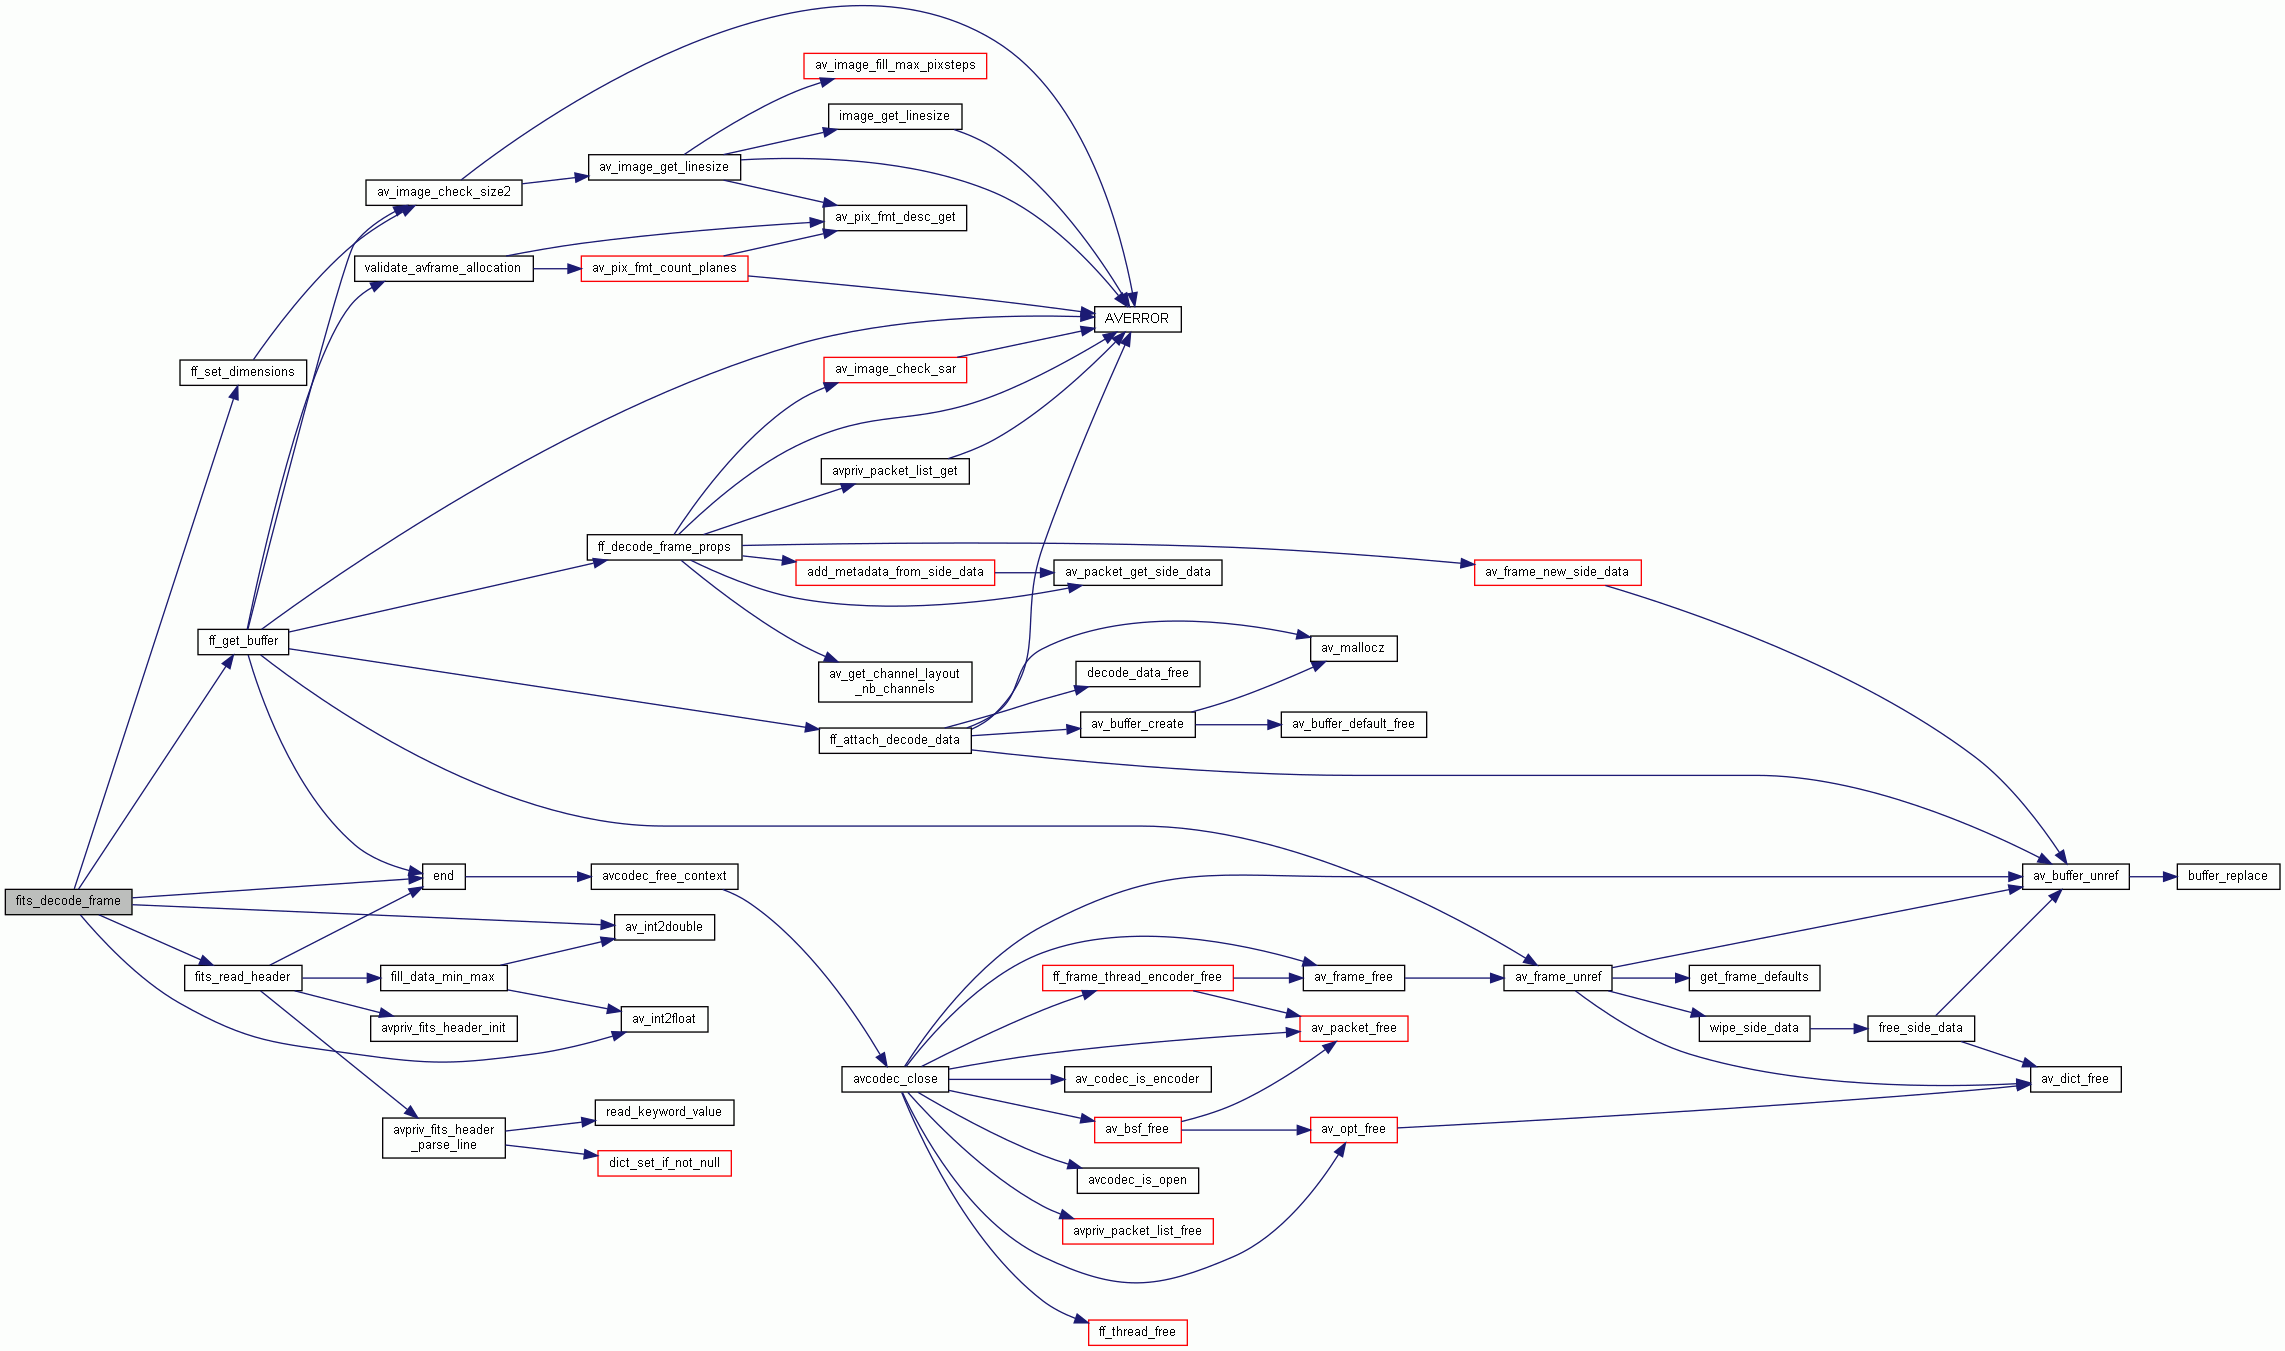 av_image_fill_max_pixsteps
image_get_linesize
av_image_get_linesize
av_image_check_size2
av_pix_fmt_desc_get
validate_avframe_allocation
av_pix_fmt_count_planes
AVERROR
ff_set_dimensions
av_image_check_sar
avpriv_packet_list_get
ff_decode_frame_props
add_metadata_from_side_data
av_packet_get_side_data
av_frame_new_side_data
ff_get_buffer
av_mallocz
decode_data_free
av_get_channel_layout
_nb_channels
av_buffer_create
av_buffer_default_free
ff_attach_decode_data
end
avcodec_free_context
av_buffer_unref
buffer_replace
fits_decode_frame
av_int2double
fits_read_header
fill_data_min_max
ff_frame_thread_encoder_free
av_frame_free
av_frame_unref
get_frame_defaults
av_int2float
avpriv_fits_header_init
av_packet_free
wipe_side_data
free_side_data
avcodec_close
av_codec_is_encoder
av_dict_free
read_keyword_value
avpriv_fits_header
_parse_line
av_bsf_free
av_opt_free
dict_set_if_not_null
avcodec_is_open
avpriv_packet_list_free
ff_thread_free